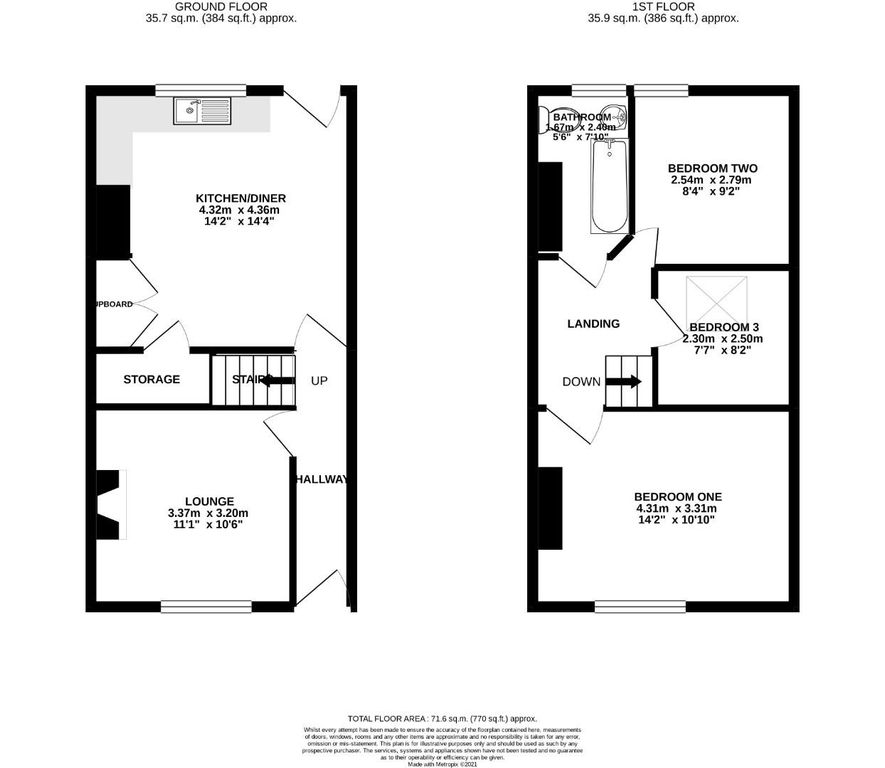 GROUND FLOOR
35.7 sq.m. (384 sq.ft.) approx.
1ST FLOOR
35.9 sq.m. (386 sq.ft.) approx.
KITCHEN/DINER
4.32m x 4.36m
14'2" x 14'4"
UPBOARD
STORAGE
STAIRS
UP
LOUNGE
3.37m x 3.20m
11'1" x 10'6"
HALLWAY
BATHROOM
1.67m x 2.40m
5'6" x 7'10"
BEDROOM TWO
2.54m x 2.79m
8'4" x 9'2"
LANDING
BEDROOM 3
2.30m x 2.50m
7'7" x 8'2"
DOWN
BEDROOM ONE
4.31m x 3.31m
14'2" x 10'10"
TOTAL FLOOR AREA : 71.6 sq.m. (770 sq.ft.) approx.
Whilst every attempt has been made to ensure the accuracy of the floorplan contained here, measurements
of doors, windows, rooms and any other items are approximate and no responsibility is taken for any error,
omission or mis-statement. This plan is for illustrative purposes only and should be used as such by any
prospective purchaser. The services, systems and appliances shown have not been tested and no guarantee
as to their operability or efficiency can be given.
Made with Metropix ©2021